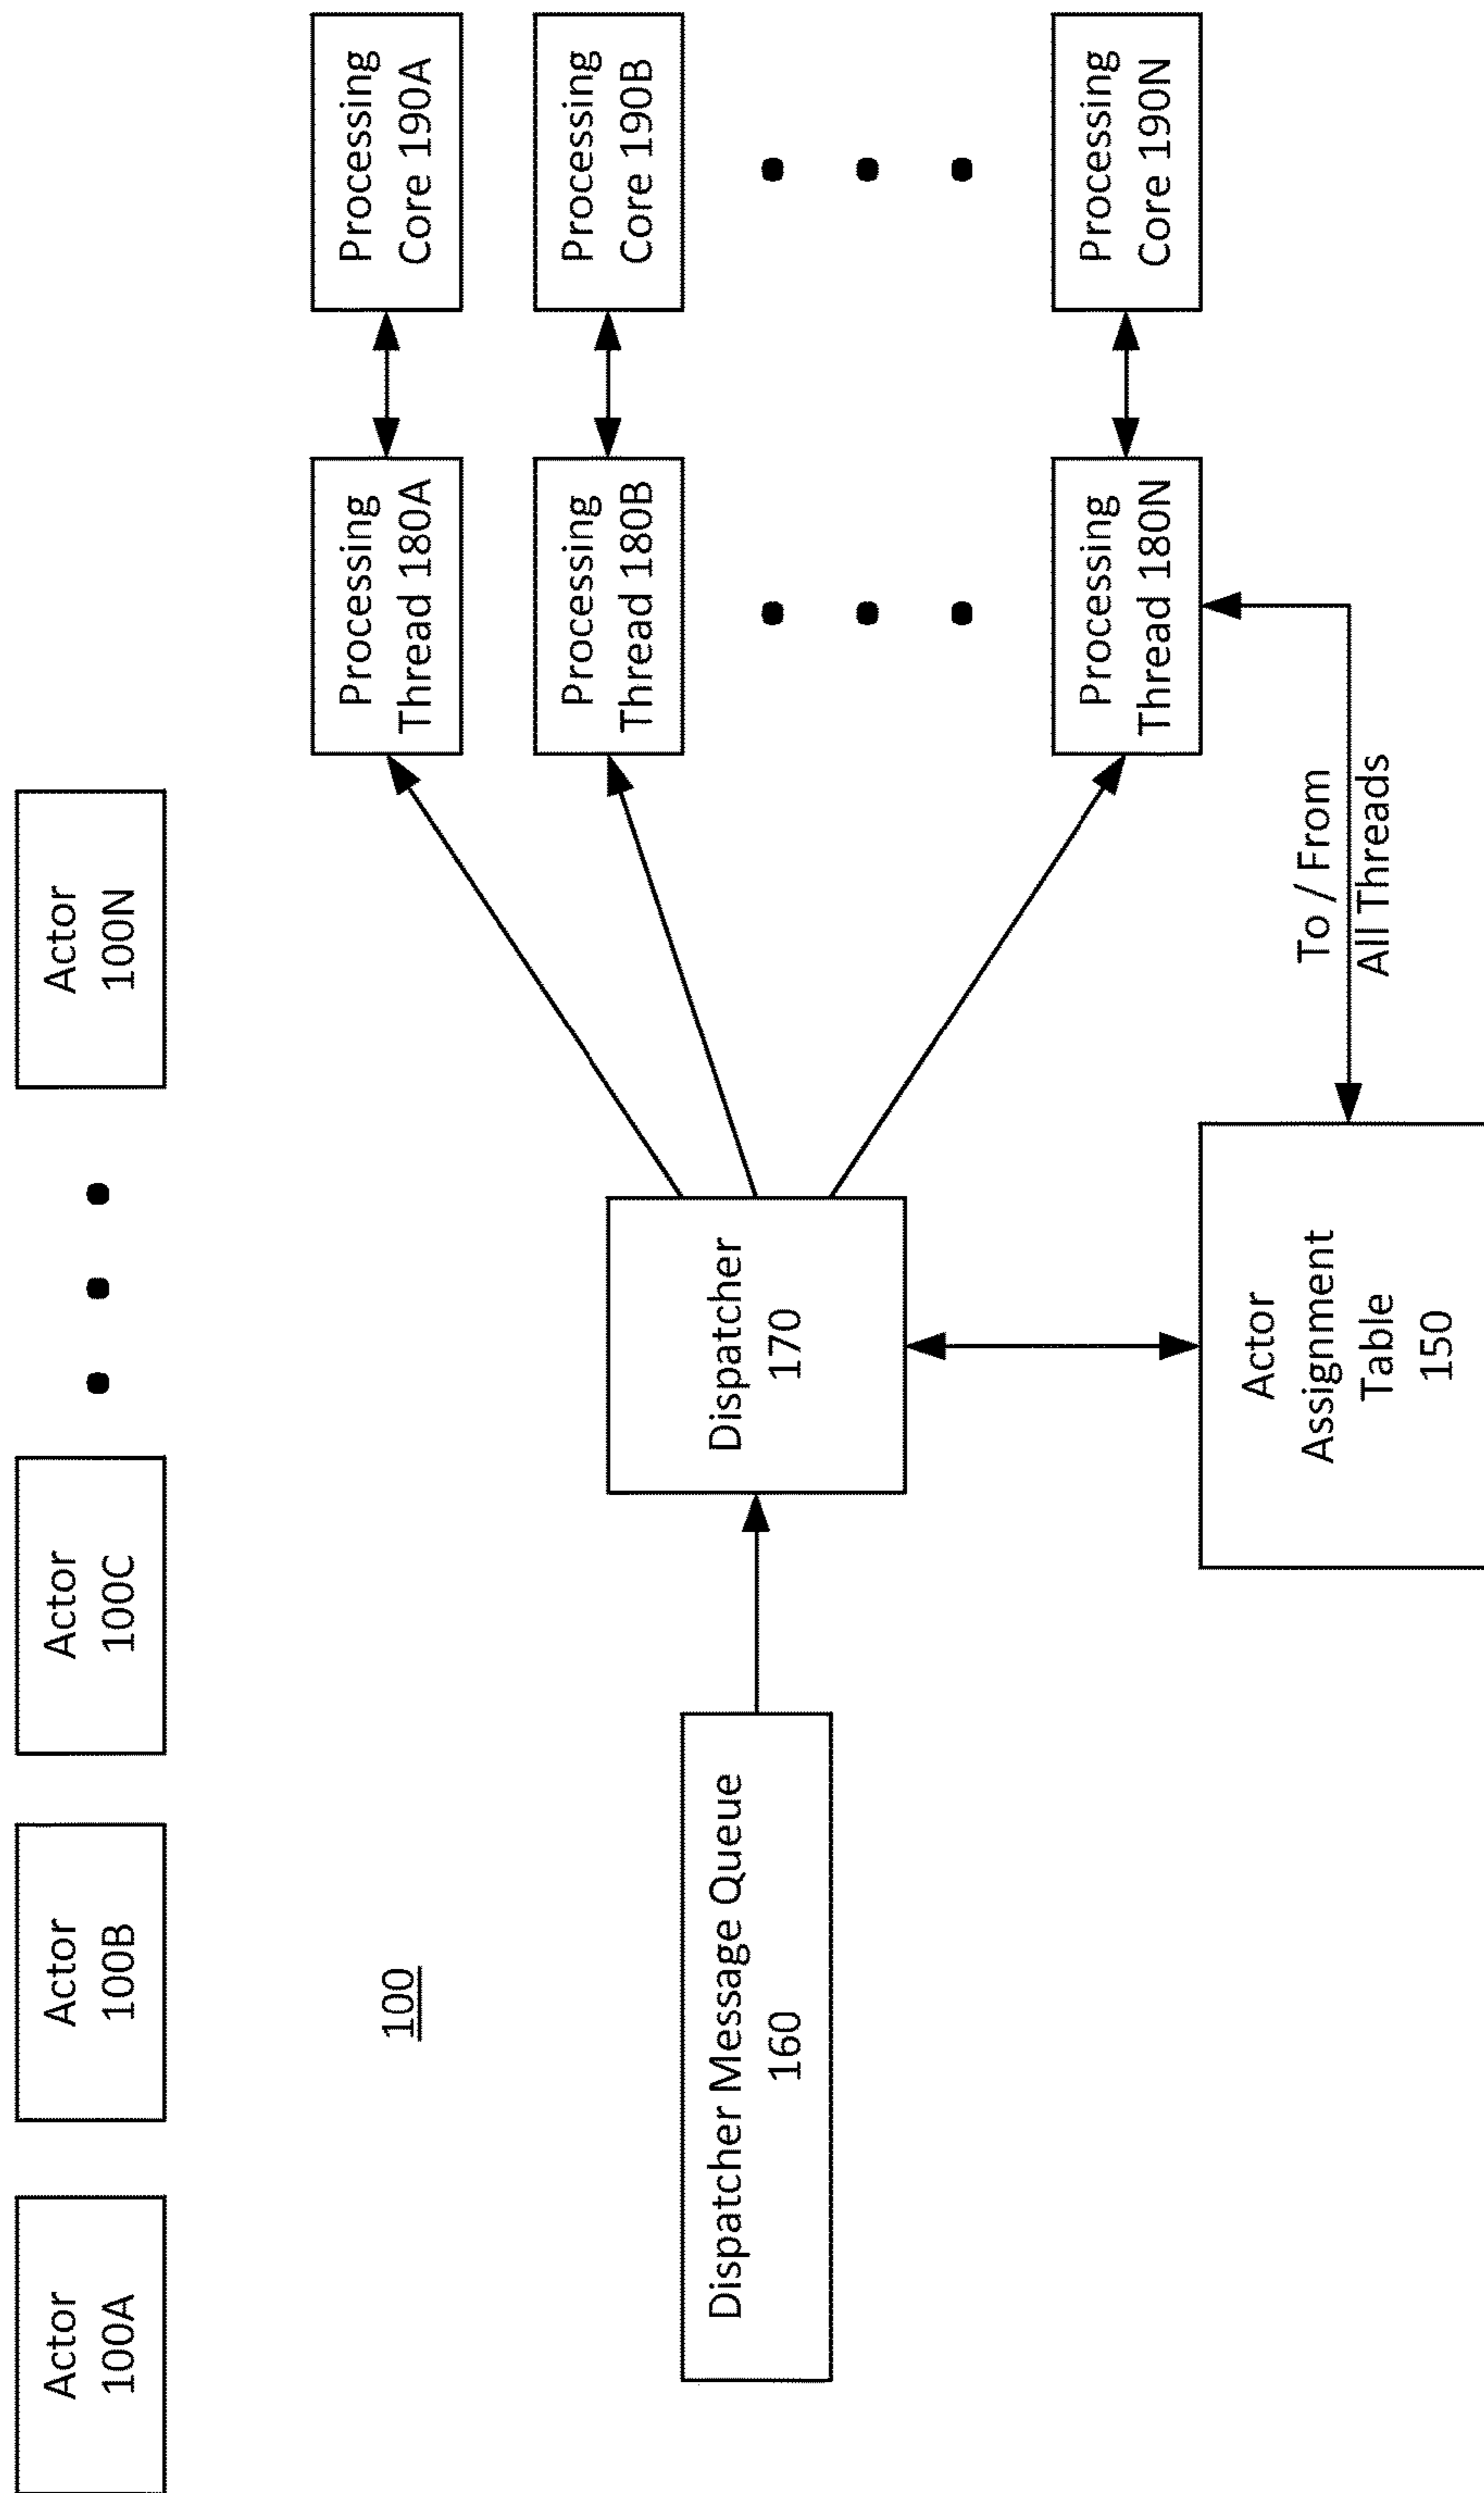 Actor
100A
Actor
100B
Actor
100C
Actor
100N
100
Processing
Thread 180A
Processing
Core 190A
Dispatcher Message Queue
160
Dispatcher
170
Processing
Thread 180B
Processing
Core 190B
Processing
Thread 180N
Processing
Core 190N
To / From
All Threads
Actor
Assignment
Table
150